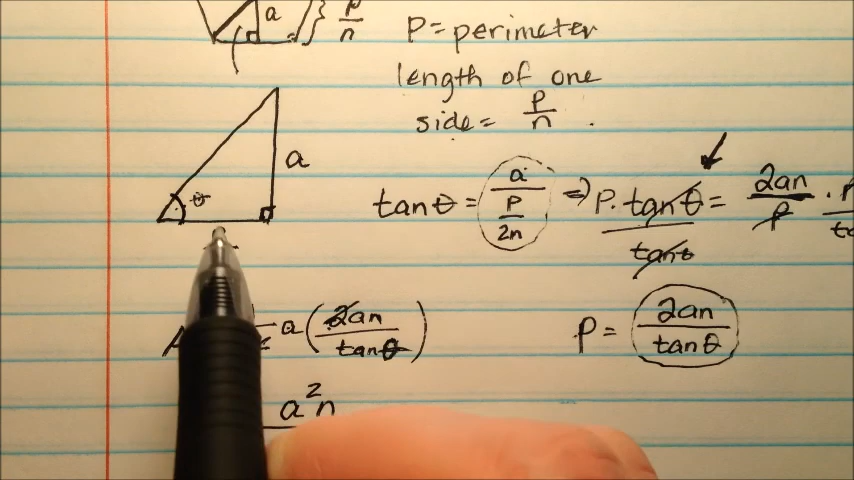 a } p/n
P = perimeter
length of one
side = p/n .
a
θ
tan θ = a / (P/2n) ⇒ P · tan θ / tan θ = 2an / P ·
a ( 2an / tan θ )
P = 2an / tan θ
a²n